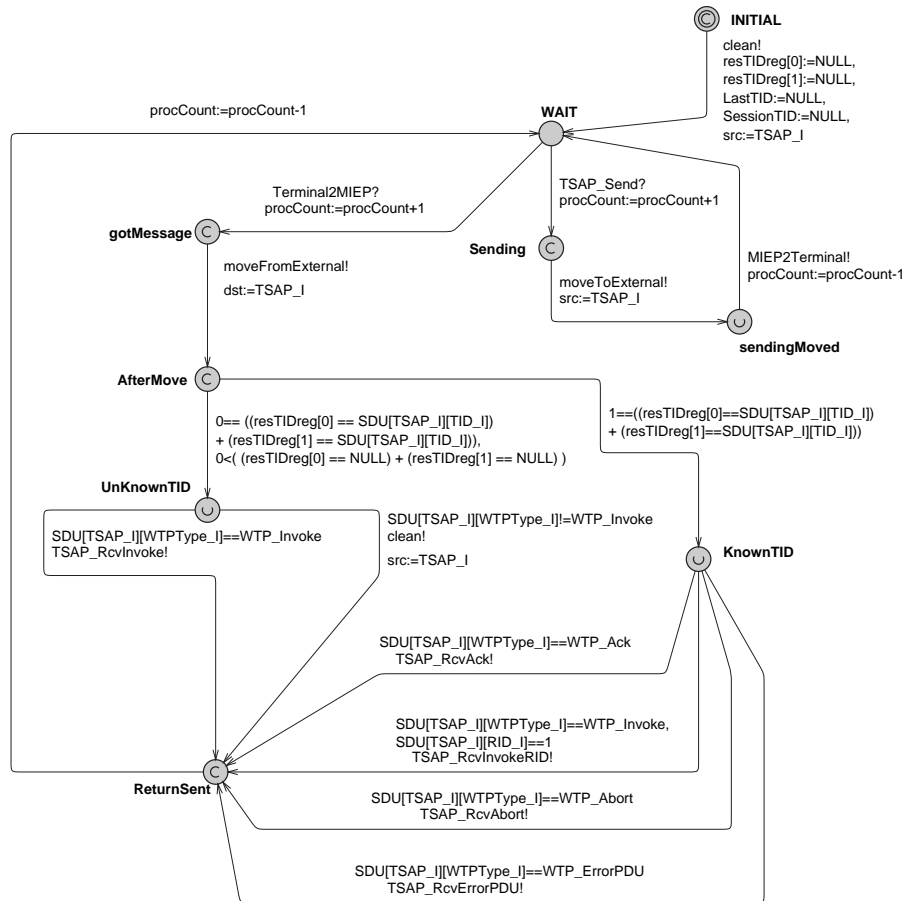 INITIAL
clean!
resTIDreg[0]:=NULL,
resTIDreg[1]:=NULL,
LastTID:=NULL,
SessionTID:=NULL,
src:=TSAP_I
procCount:=procCount-1
WAIT
Terminal2MIEP?
procCount:=procCount+1
TSAP_Send?
procCount:=procCount+1
gotMessage
C
Sending
C
MIEP2Terminal!
procCount:=procCount-1
moveFromExternal!
dst:=TSAP_I
moveToExternal!
src:=TSAP_I
sendingMoved
AfterMove
C
0== ((resTIDreg[0] == SDU[TSAP_I][TID_I])
+ (resTIDreg[1] == SDU[TSAP_I][TID_I])),
0<( (resTIDreg[0] == NULL) + (resTIDreg[1] == NULL) )
1==((resTIDreg[0]==SDU[TSAP_I][TID_I])
+ (resTIDreg[1]==SDU[TSAP_I][TID_I]))
UnKnownTID
SDU[TSAP_I][WTPType_I]==WTP_Invoke
TSAP_RcvInvoke!
SDU[TSAP_I][WTPType_I]!=WTP_Invoke
clean!
src:=TSAP_I
KnownTID
SDU[TSAP_I][WTPType_I]==WTP_Ack
TSAP_RcvAck!
SDU[TSAP_I][WTPType_I]==WTP_Invoke,
SDU[TSAP_I][RID_I]==1
TSAP_RcvInvokeRID!
C
ReturnSent
SDU[TSAP_I][WTPType_I]==WTP_Abort
TSAP_RcvAbort!
SDU[TSAP_I][WTPType_I]==WTP_ErrorPDU
TSAP_RcvErrorPDU!